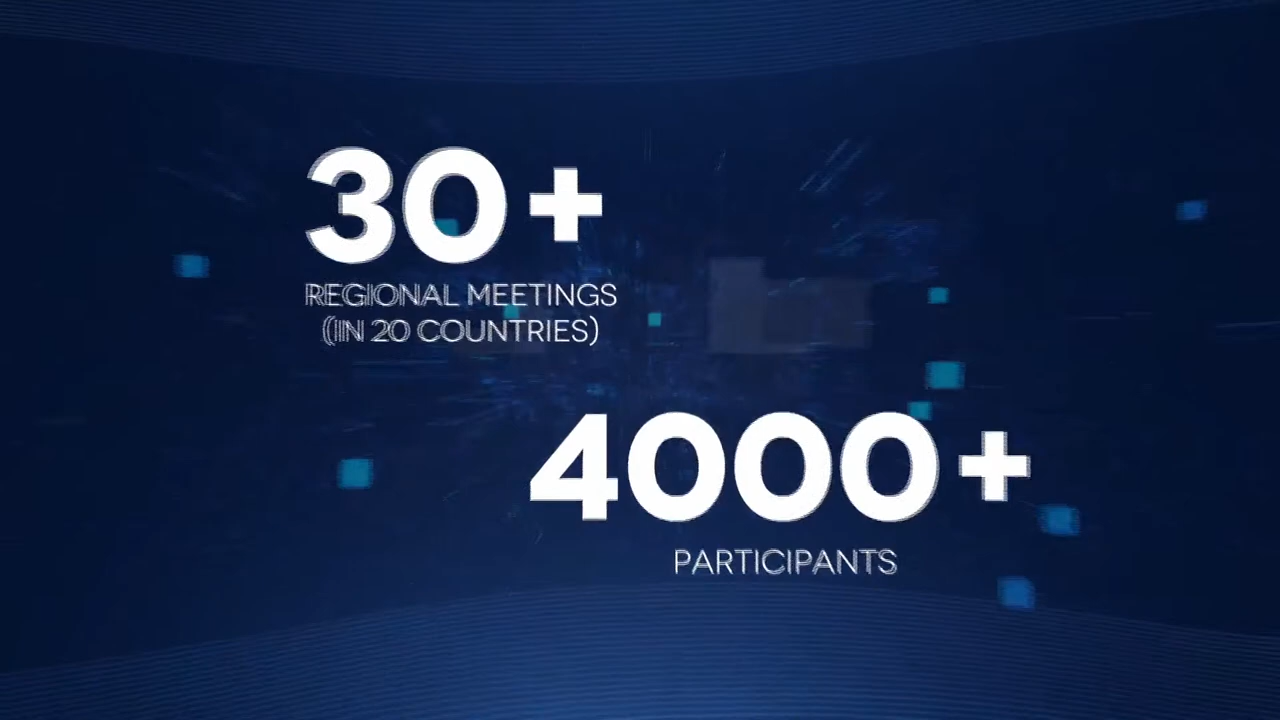 30+
REGIONAL MEETINGS
(IN 20 COUNTRIES)
4000+
PARTICIPANTS